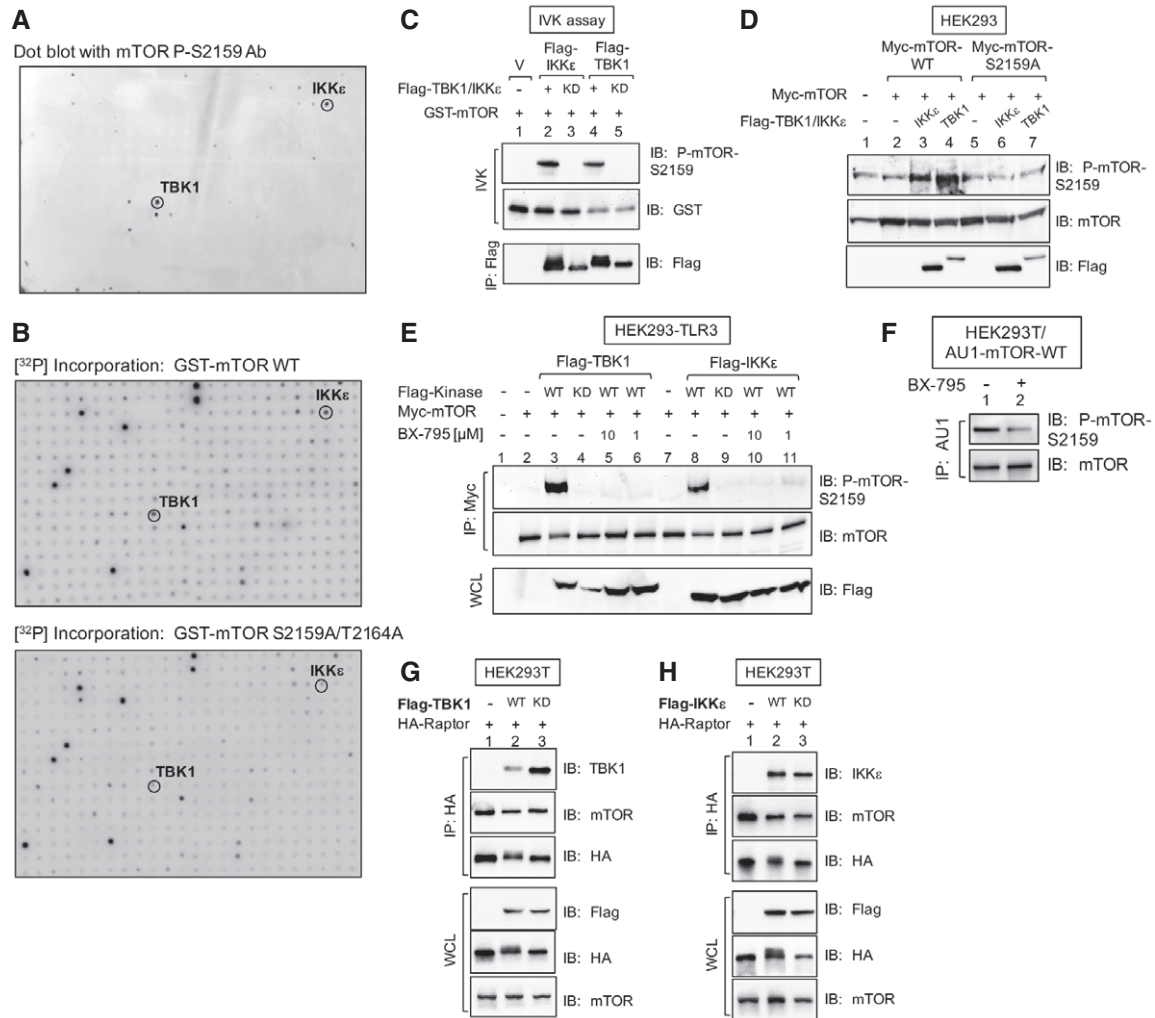 A
Dot blot with mTOR P-S2159 Ab
IKKε
TBK1
B
[32P] Incorporation: GST-mTOR WT
IKKε
TBK1
[32P] Incorporation: GST-mTOR S2159A/T2164A
IKKε
TBK1
C
IVK assay
Flag- Flag-
V IKKε TBK1
Flag-TBK1/IKKε - + KD + KD
GST-mTOR + + + + +
1 2 3 4 5
IVK
IB: P-mTOR-
S2159
IB: GST
IP: Flag
IB: Flag
D
HEK293
Myc-mTOR- Myc-mTOR-
WT S2159A
Myc-mTOR - + + + + + +
Flag-TBK1/IKKε - - IKKε TBK1 - IKKε TBK1
1 2 3 4 5 6 7
IB: P-mTOR-
S2159
IB: mTOR
IB: Flag
E
HEK293-TLR3
Flag-TBK1 Flag-IKKε
Flag-Kinase - - WT KD WT WT - WT KD WT WT
Myc-mTOR - + + + + + + + + + +
BX-795 [µM] - - - - 10 1 - - - 10 1
1 2 3 4 5 6 7 8 9 10 11
IP: Myc
IB: P-mTOR-
S2159
IB: mTOR
WCL
IB: Flag
F
HEK293T/
AU1-mTOR-WT
BX-795 - +
1 2
IP: AU1
IB: P-mTOR-
S2159
IB: mTOR
G
HEK293T
Flag-TBK1 - WT KD
HA-Raptor + + +
1 2 3
IP: HA
IB: TBK1
IB: mTOR
IB: HA
WCL
IB: Flag
IB: HA
IB: mTOR
H
HEK293T
Flag-IKKε - WT KD
HA-Raptor + + +
1 2 3
IP: HA
IB: IKKε
IB: mTOR
IB: HA
WCL
IB: Flag
IB: HA
IB: mTOR